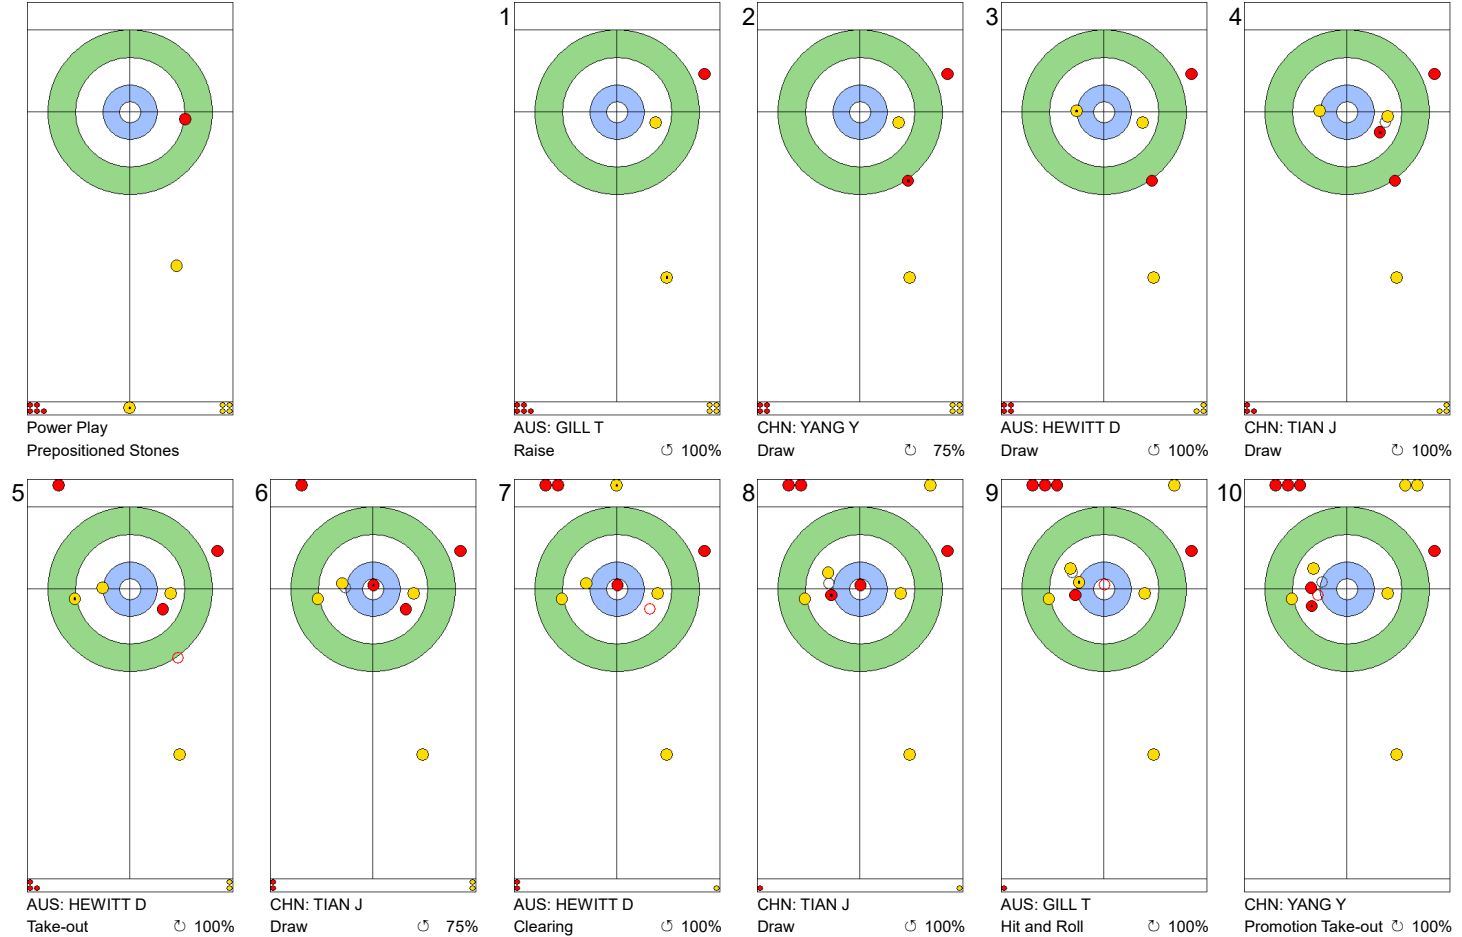 1 2 3 4
Power Play
Prepositioned Stones
AUS: GILL T
Raise ↺ 100%
CHN: YANG Y
Draw ↻ 75%
AUS: HEWITT D
Draw ↺ 100%
CHN: TIAN J
Draw ↺ 100%
5 6 7 8 9 10
AUS: HEWITT D
Take-out ↻ 100%
CHN: TIAN J
Draw ↺ 75%
AUS: HEWITT D
Clearing ↺ 100%
CHN: TIAN J
Draw ↺ 100%
AUS: GILL T
Hit and Roll ↻ 100%
CHN: YANG Y
Promotion Take-out ↻ 100%